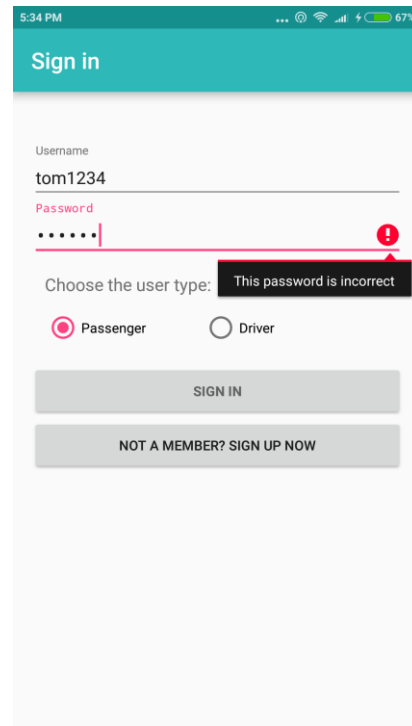 5:34 PM ... 67%
Sign in
Username
tom1234
Password
••••••
This password is incorrect
Choose the user type:
Passenger Driver
SIGN IN
NOT A MEMBER? SIGN UP NOW